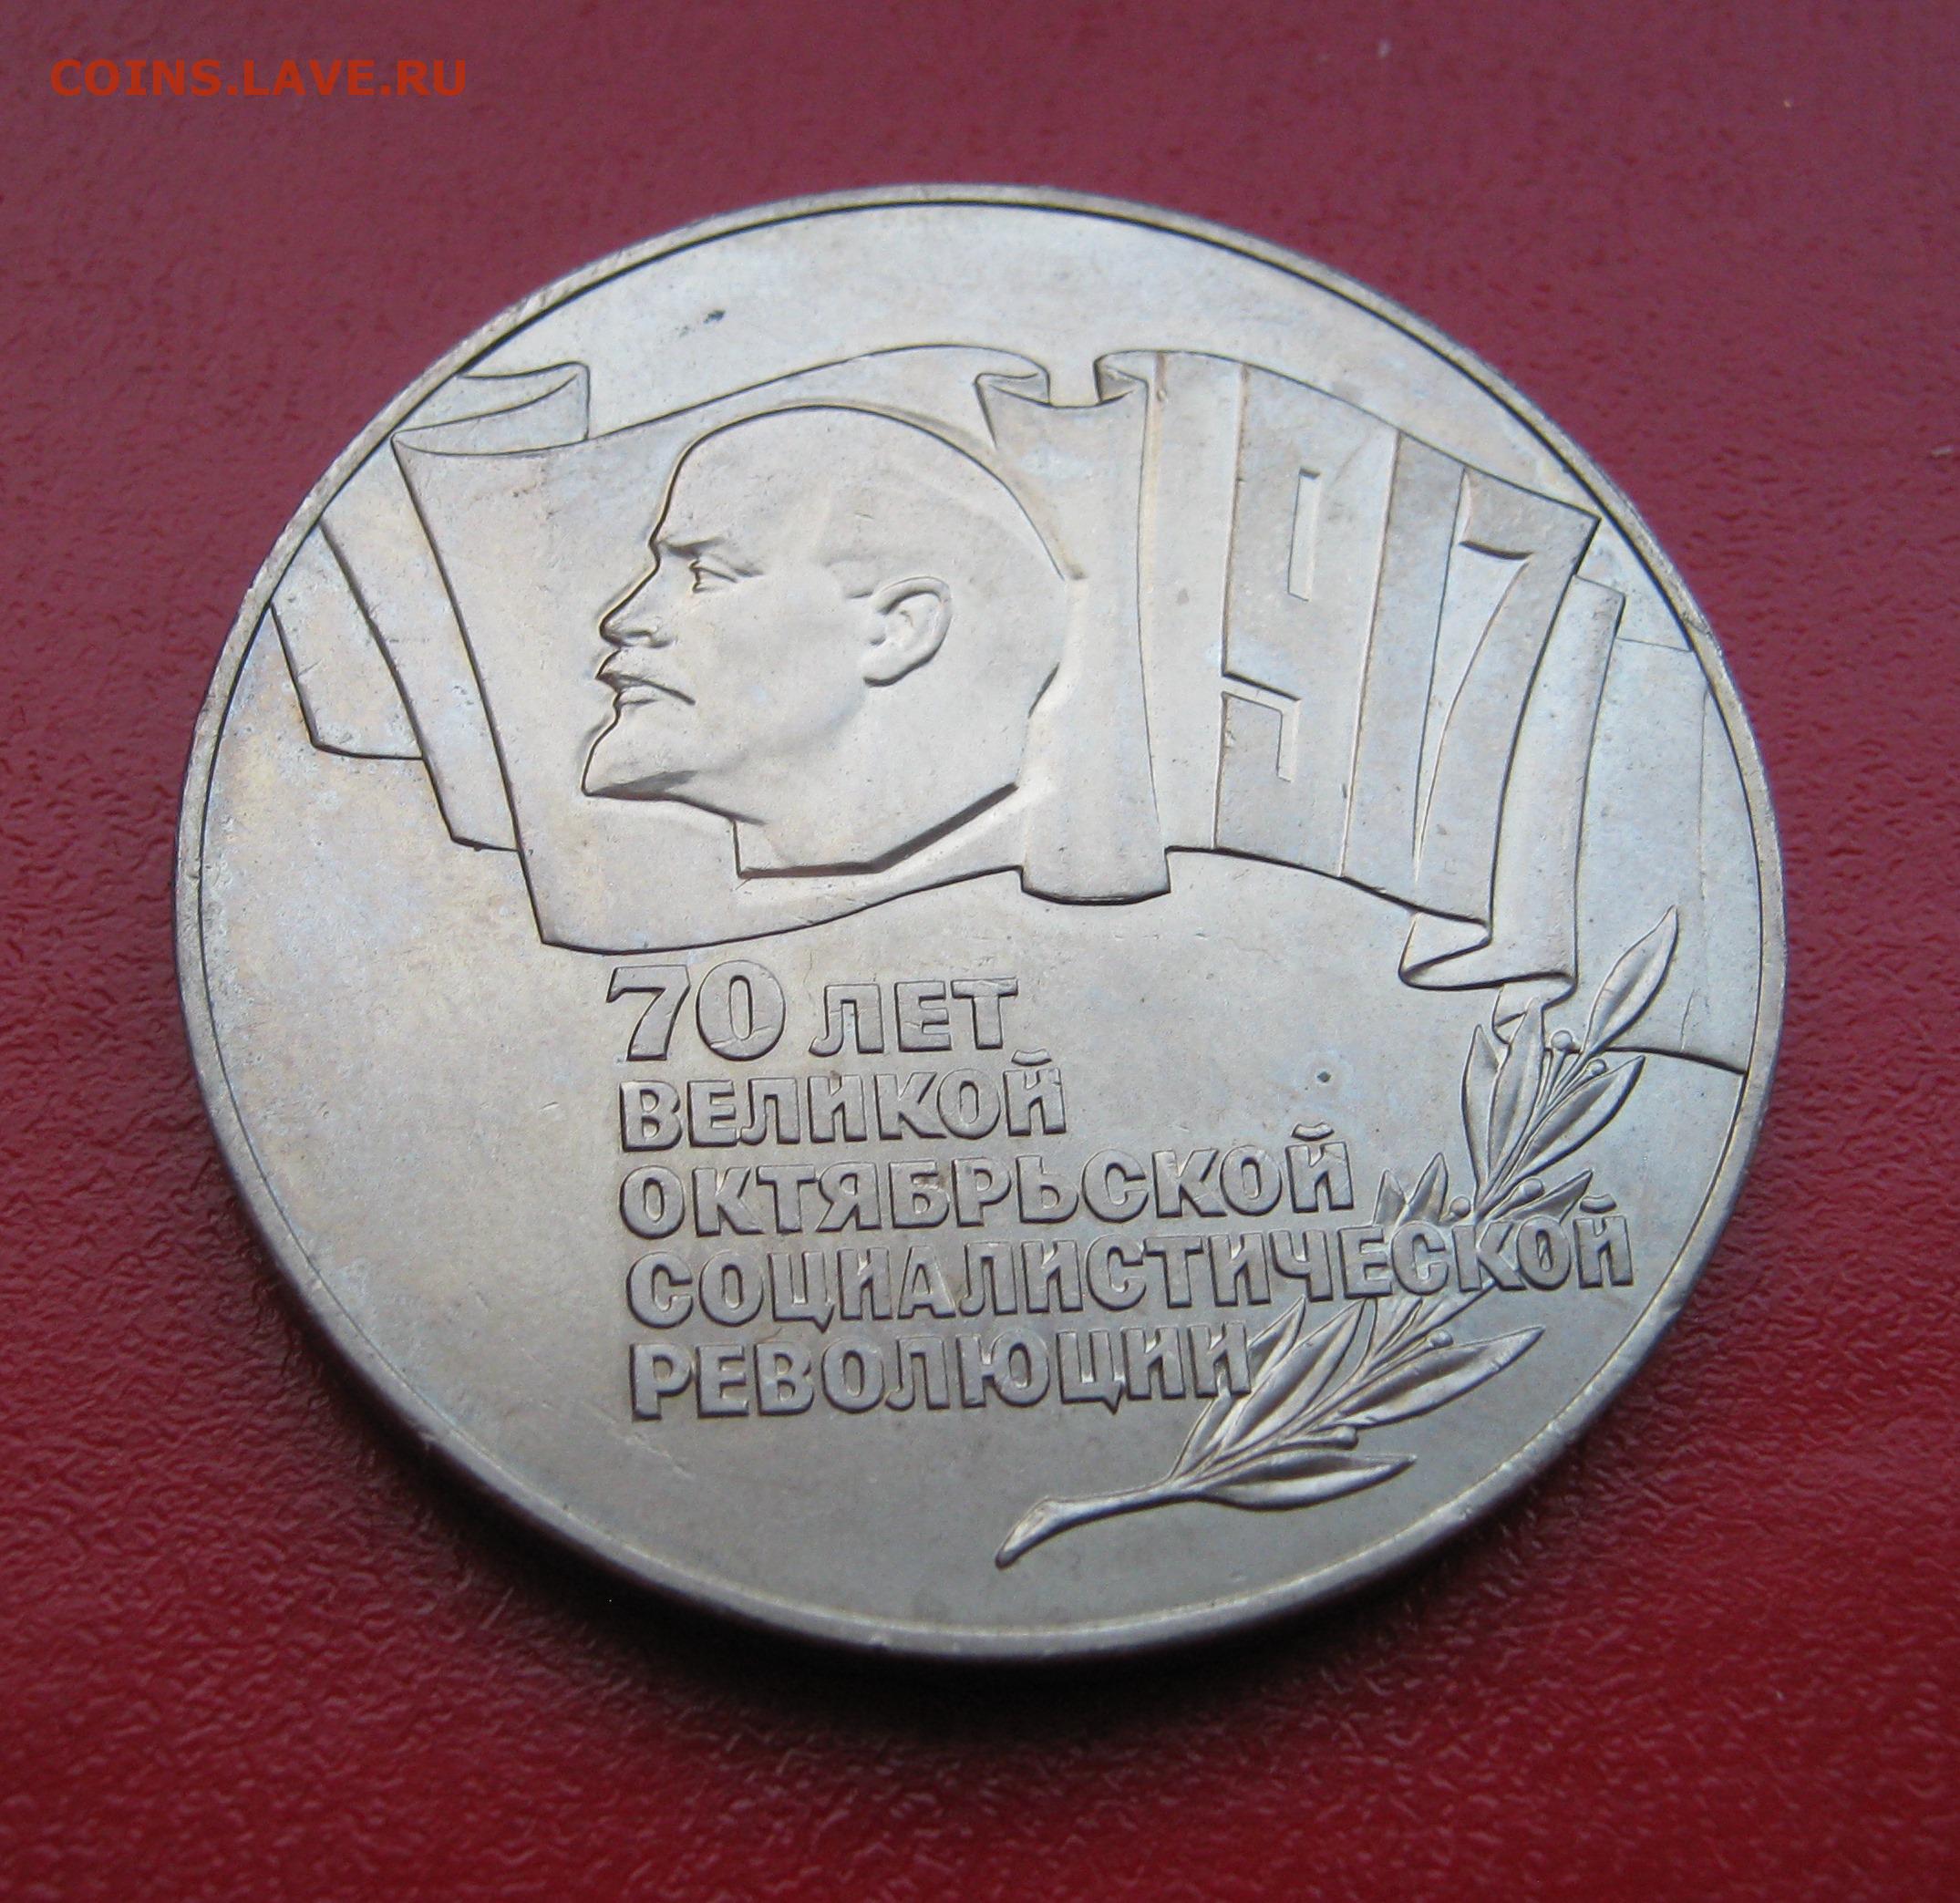 COINS.LAVE.RU
1917
70 ЛЕТ
ВЕЛИКОЙ
ОКТЯБРЬСКОЙ
СОЦИАЛИСТИЧЕСКОЙ
РЕВОЛЮЦИИ